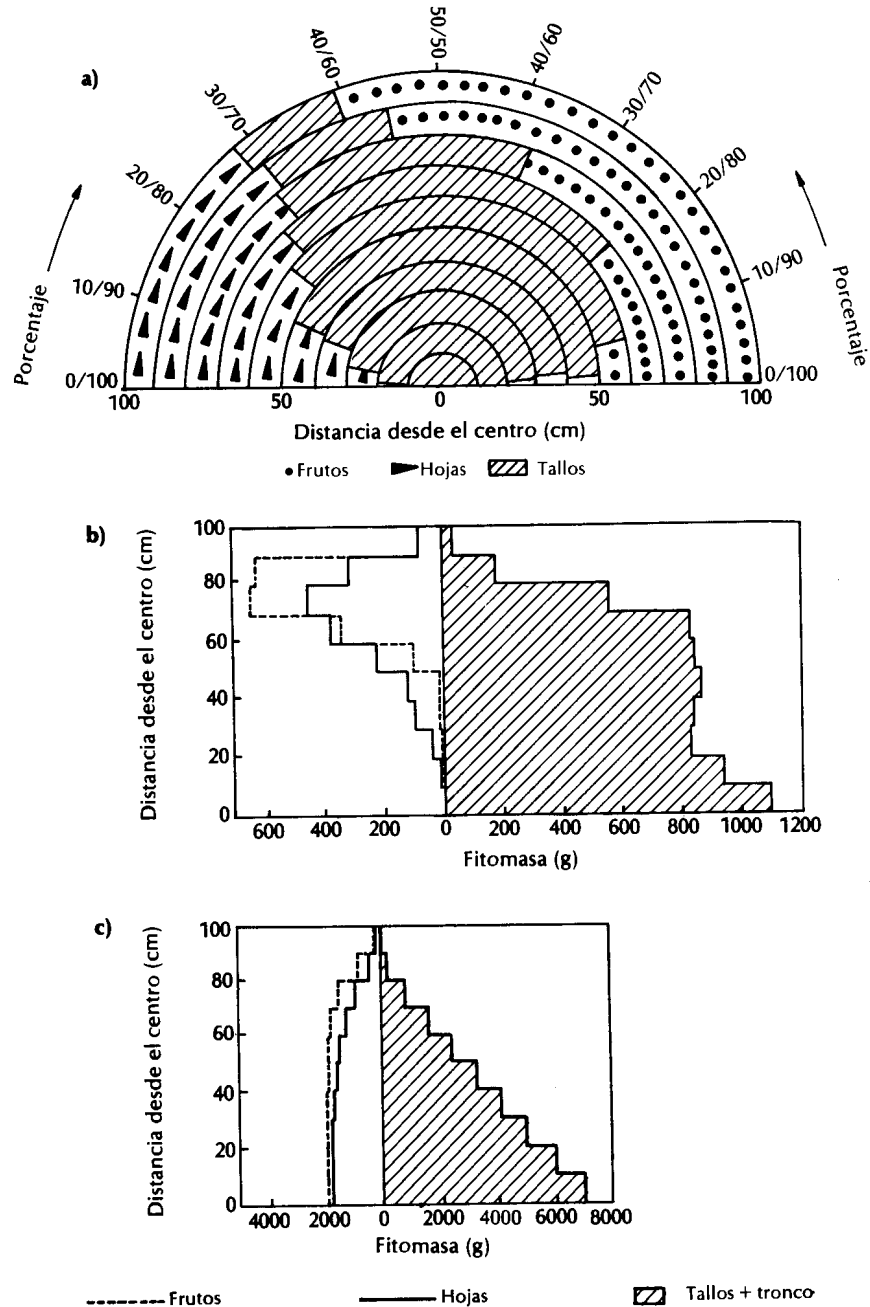 a)
50/50
40/60
40/60
30/70
30/70
20/80
20/80
10/90
10/90
Porcentaje
Porcentaje
0/100
0/100
100 50 0 50 100
Distancia desde el centro (cm)
Frutos Hojas Tallos
b)
Distancia desde el centro (cm)
100
80
60
40
20
0
600 400 200 0 200 400 600 800 1000 1200
Fitomasa (g)
c)
Distancia desde el centro (cm)
100
80
60
40
20
0
4000 2000 0 2000 4000 6000 8000
Fitomasa (g)
Frutos Hojas Tallos + tronco